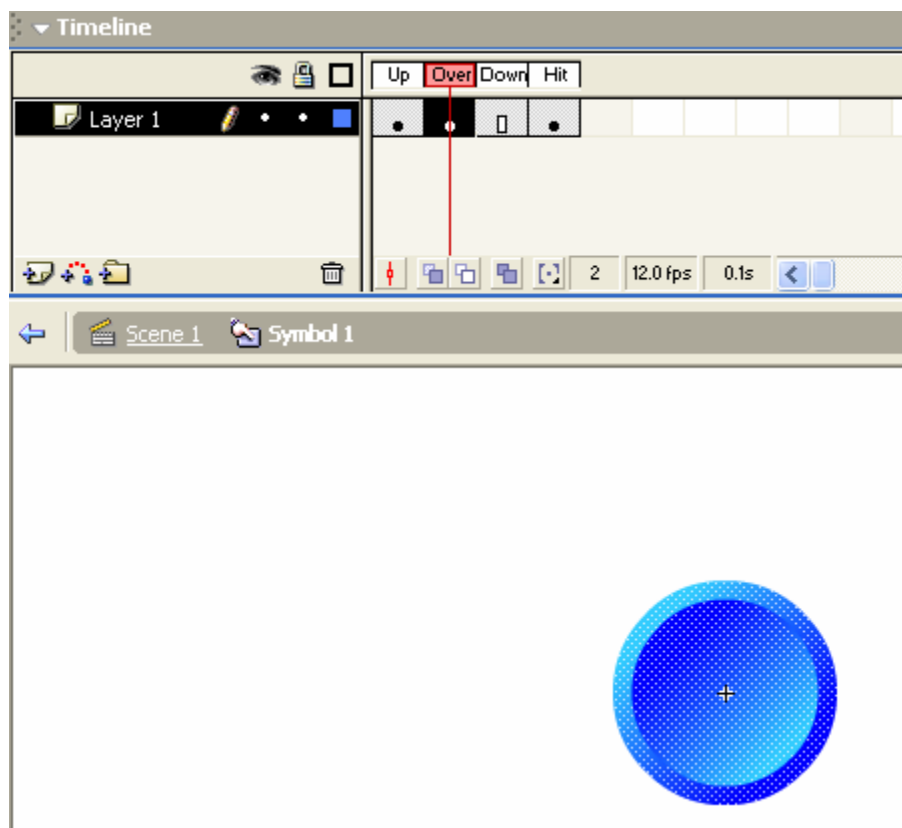 Timeline
Up Over Down Hit
Layer 1
2 12.0 fps 0.1s
Scene 1 Symbol 1